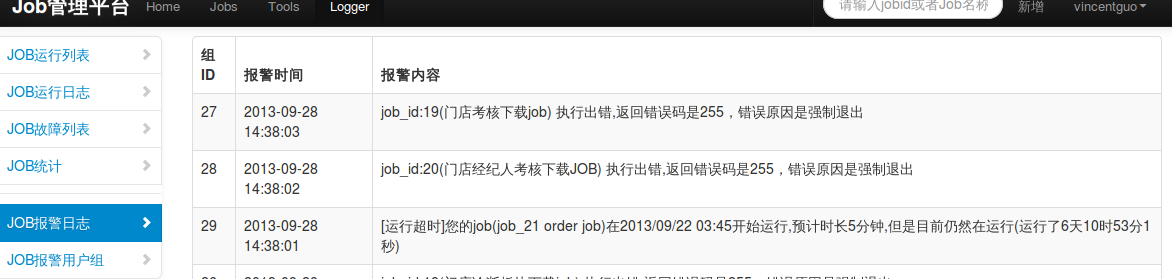 Job管理平台 Home Jobs Tools Logger 请输入jobid或者Job名称 新增 vincentguo
JOB运行列表
JOB运行日志
JOB故障列表
JOB统计
JOB报警日志
JOB报警用户组
组
ID 报警时间 报警内容
27 2013-09-28 job_id:19(门店考核下载job) 执行出错,返回错误码是255，错误原因是强制退出
14:38:03
28 2013-09-28 job_id:20(门店经纪人考核下载JOB) 执行出错,返回错误码是255，错误原因是强制退出
14:38:02
29 2013-09-28 [运行超时]您的job(job_21 order job)在2013/09/22 03:45开始运行,预计时长5分钟,但是目前仍然在运行(运行了6天10时53分1
14:38:01 秒)